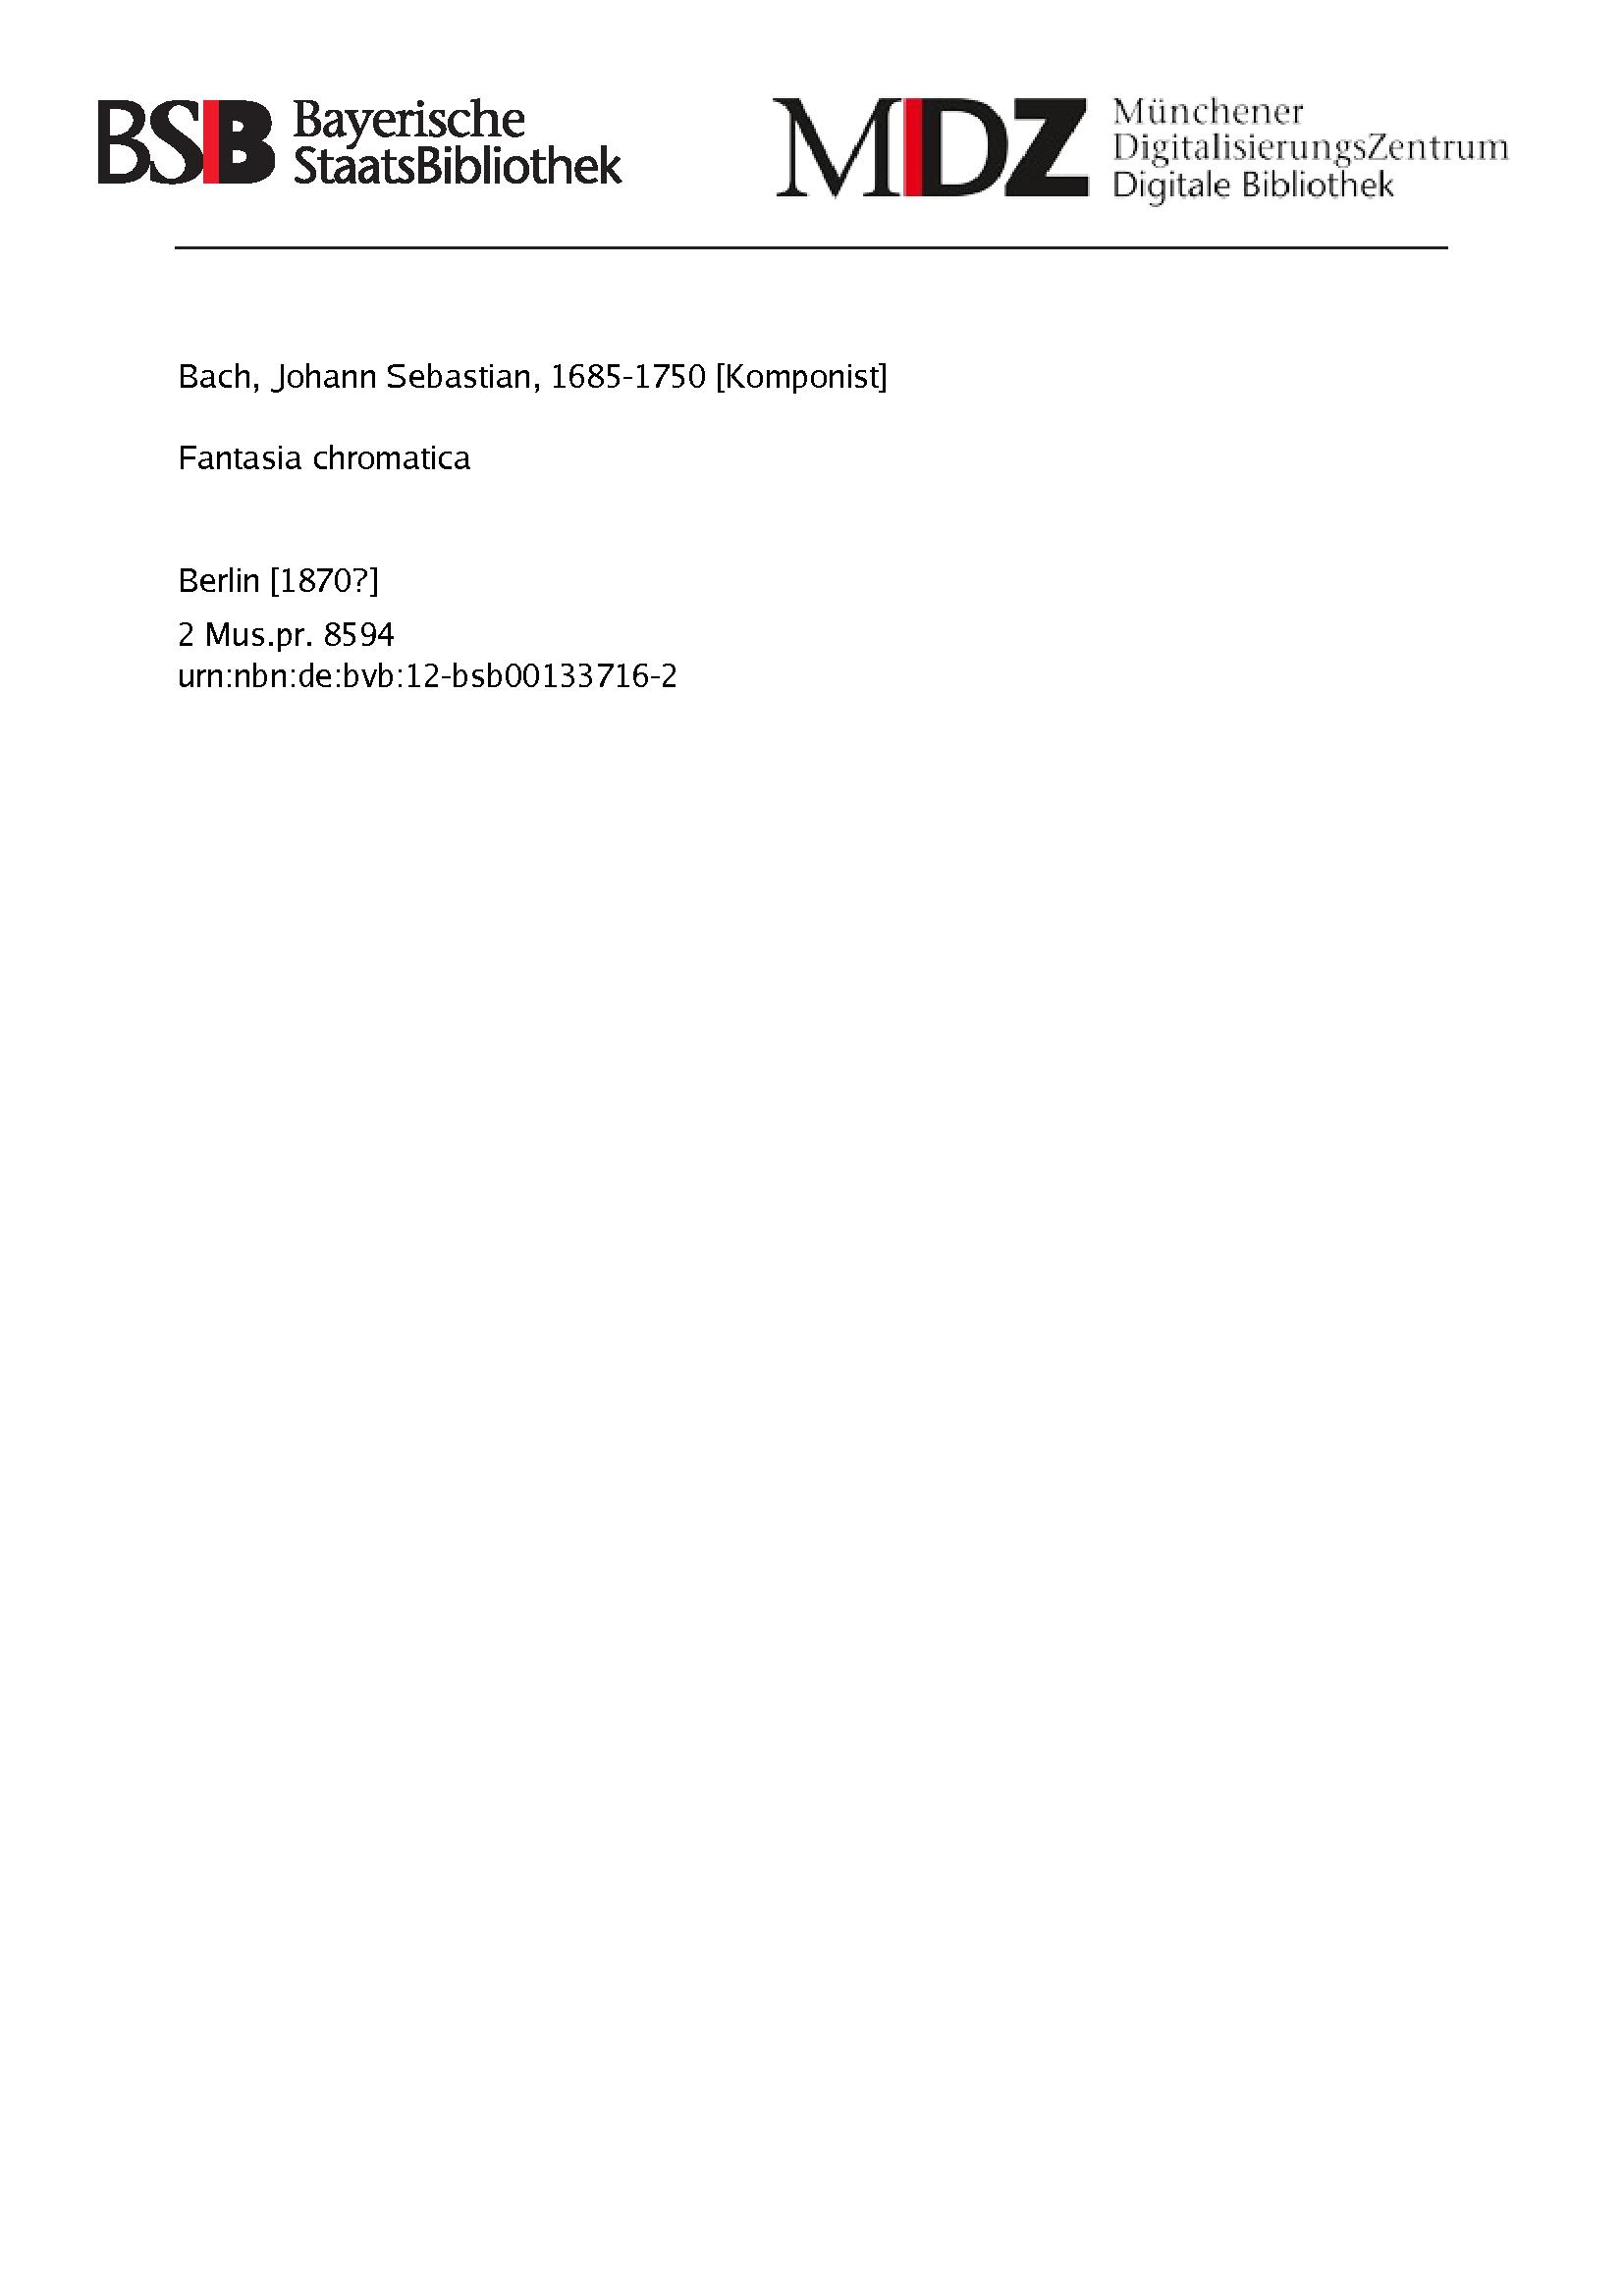 BSB Bayerische
StaatsBibliothek
MDZ Münchener
DigitalisierungsZentrum
Digitale Bibliothek
Bach, Johann Sebastian, 1685-1750 [Komponist]
Fantasia chromatica
Berlin [1870?]
2 Mus.pr. 8594
urn:nbn:de:bvb:12-bsb00133716-2